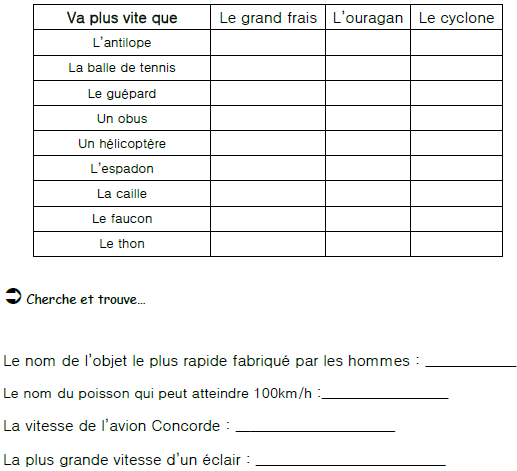 Va plus vite que Le grand frais L'ouragan Le cyclone
L'antilope
La balle de tennis
Le guépard
Un obus
Un hélicoptère
L'espadon
La caille
Le faucon
Le thon
➲ Cherche et trouve…
Le nom de l'objet le plus rapide fabriqué par les hommes : ___________
Le nom du poisson qui peut atteindre 100km/h :________________
La vitesse de l'avion Concorde : ____________________
La plus grande vitesse d'un éclair : ________________________